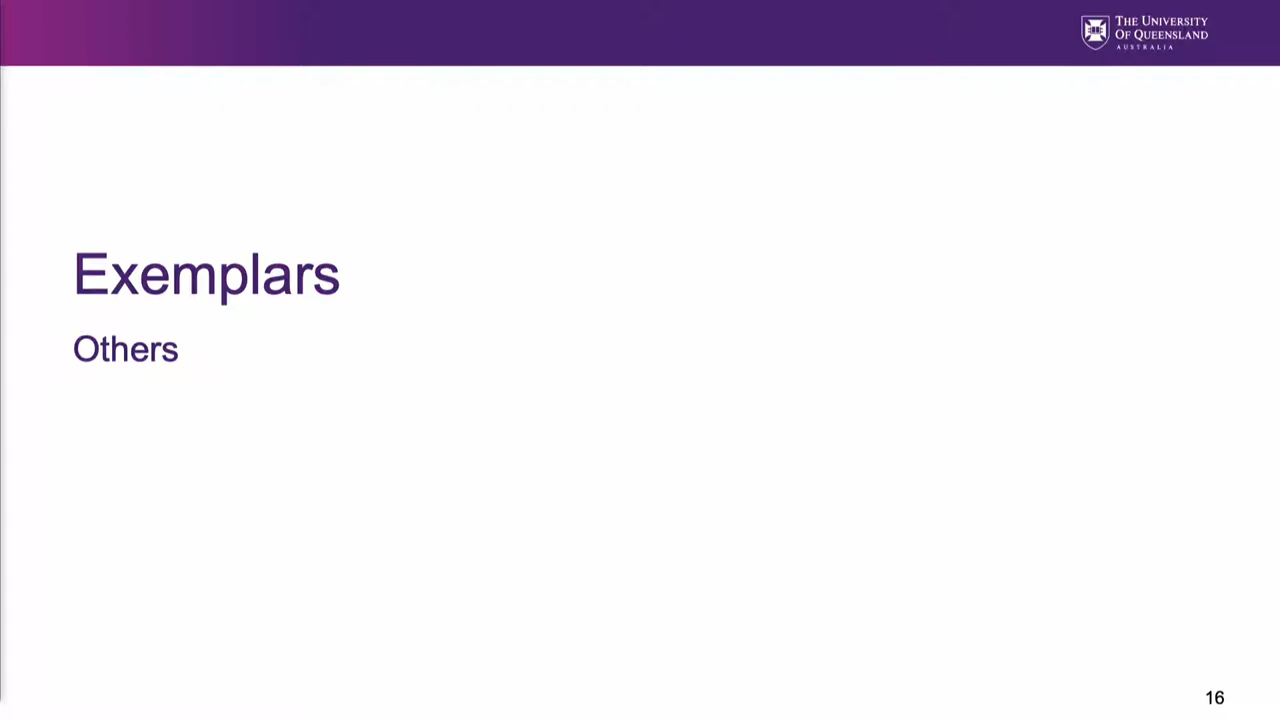 THE UNIVERSITY
OF QUEENSLAND
AUSTRALIA
Exemplars
Others
16